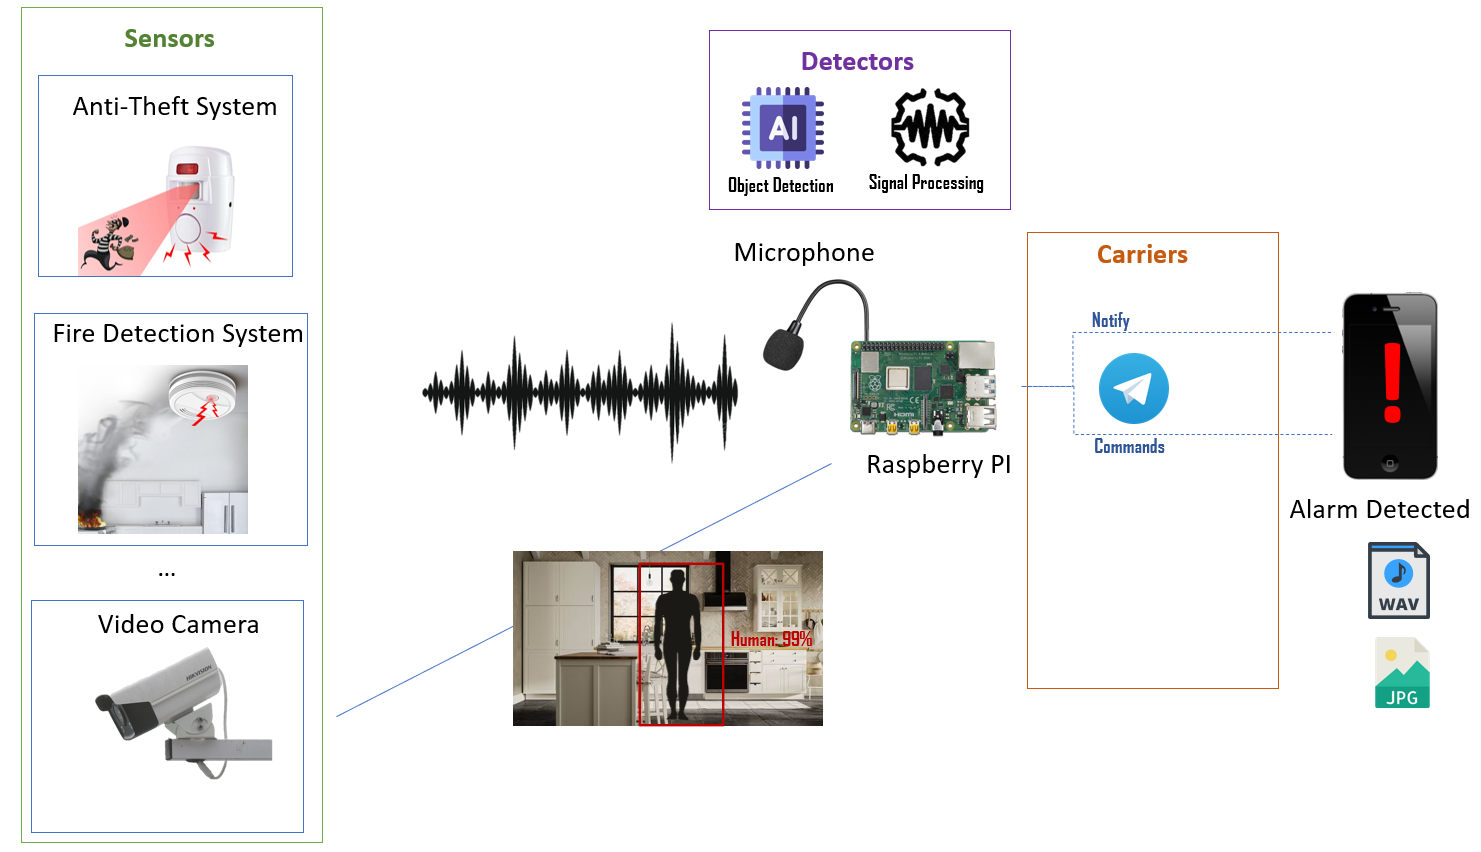 Sensors
Anti-Theft System
Fire Detection System
...
Video Camera
HIKVISION
Detectors
AI
Object Detection
Signal Processing
Microphone
HDMI
Raspberry PI
Human: 99%
Carriers
Notify
Commands
Alarm Detected
WAV
JPG